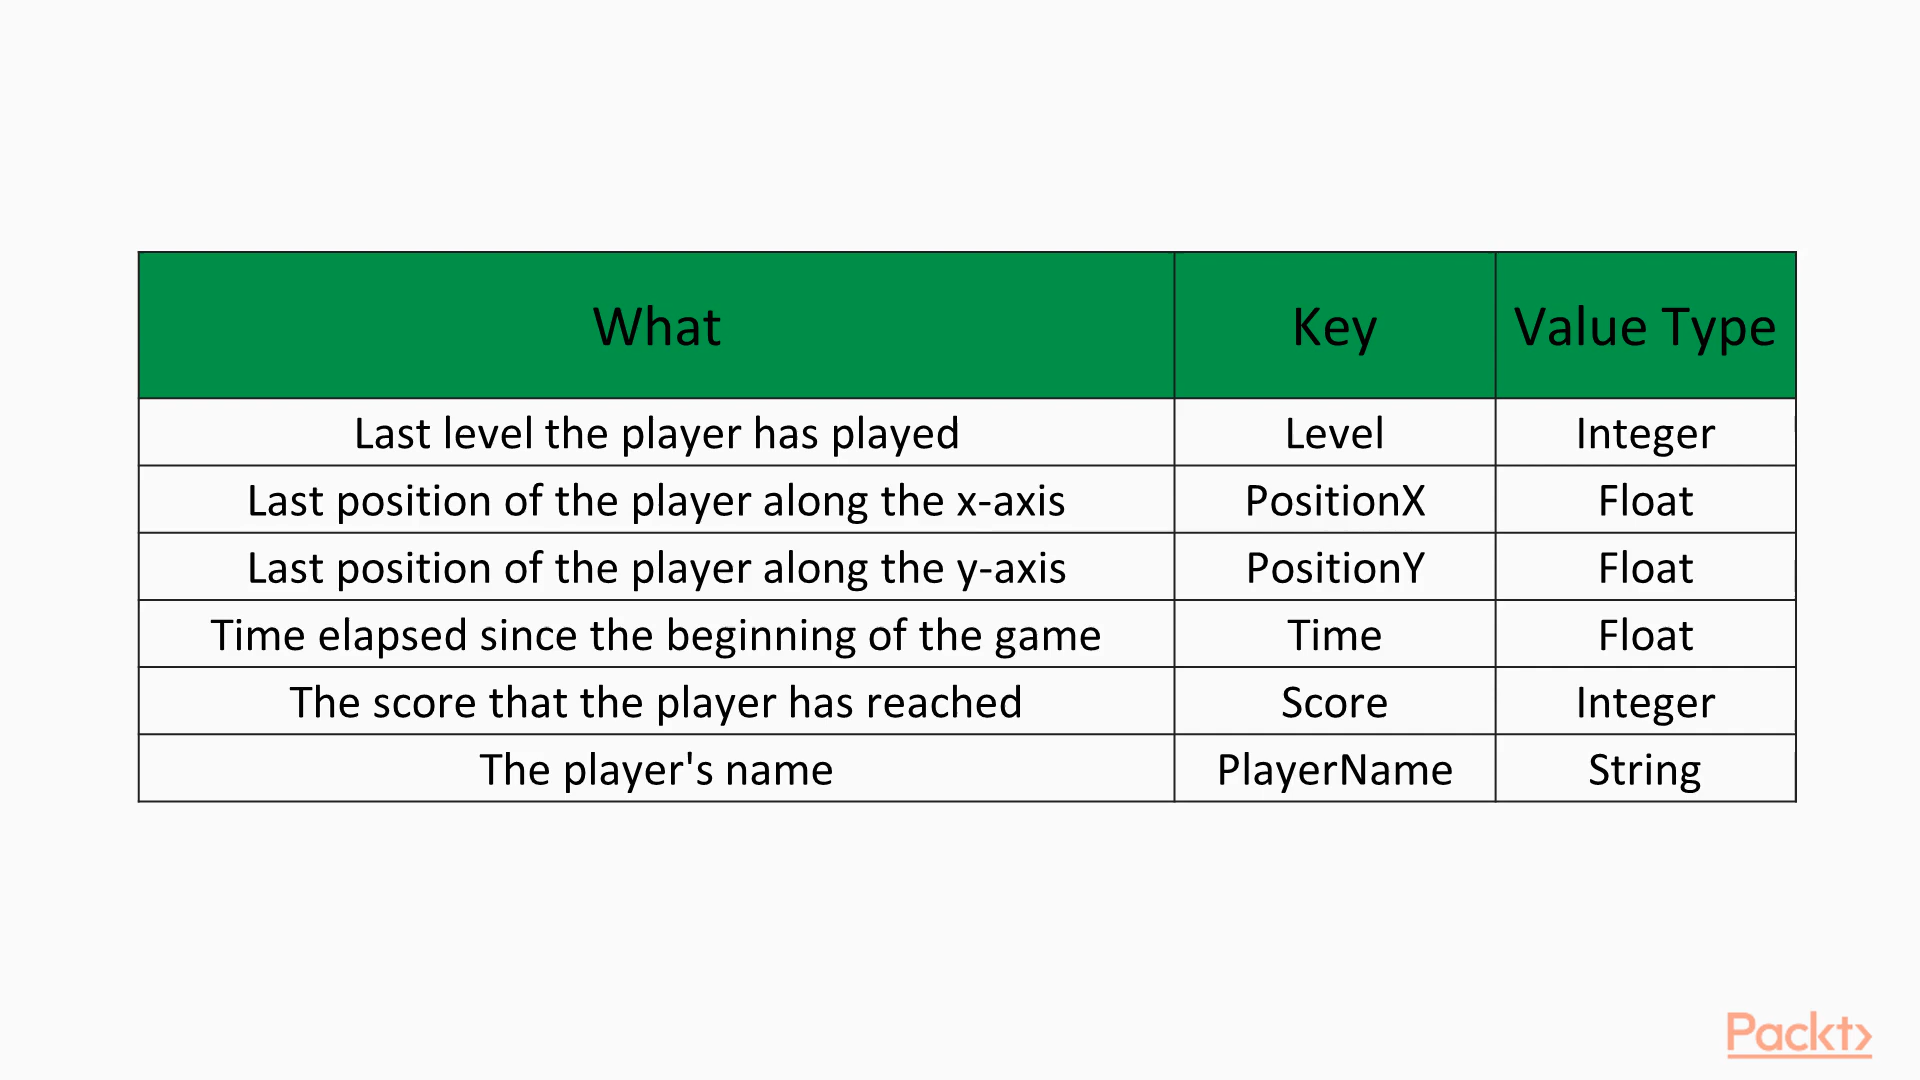 What Key Value Type
Last level the player has played Level Integer
Last position of the player along the x-axis PositionX Float
Last position of the player along the y-axis PositionY Float
Time elapsed since the beginning of the game Time Float
The score that the player has reached Score Integer
The player's name PlayerName String
Packt>